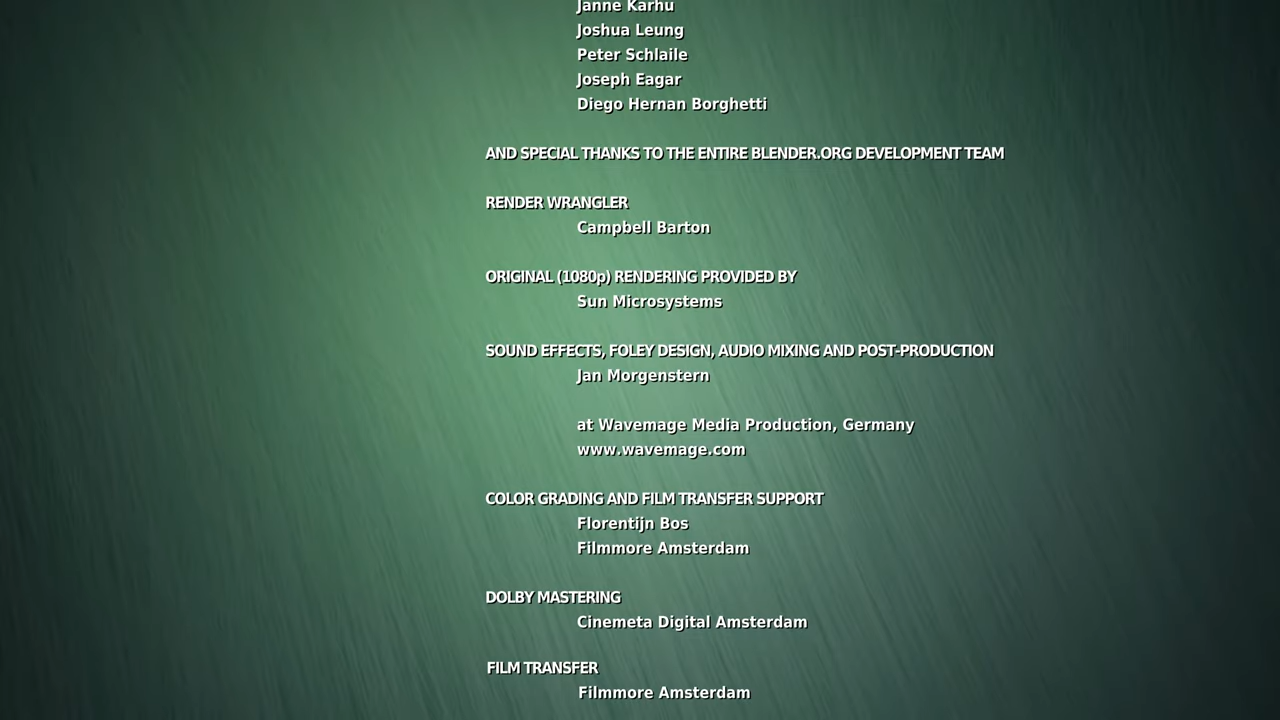 Janne Karhu
Joshua Leung
Peter Schlaile
Joseph Eagar
Diego Hernan Borghetti
AND SPECIAL THANKS TO THE ENTIRE BLENDER.ORG DEVELOPMENT TEAM
RENDER WRANGLER
Campbell Barton
ORIGINAL (1080p) RENDERING PROVIDED BY
Sun Microsystems
SOUND EFFECTS, FOLEY DESIGN, AUDIO MIXING AND POST-PRODUCTION
Jan Morgenstern
at Wavemage Media Production, Germany
www.wavemage.com
COLOR GRADING AND FILM TRANSFER SUPPORT
Florentijn Bos
Filmmore Amsterdam
DOLBY MASTERING
Cinemeta Digital Amsterdam
FILM TRANSFER
Filmmore Amsterdam